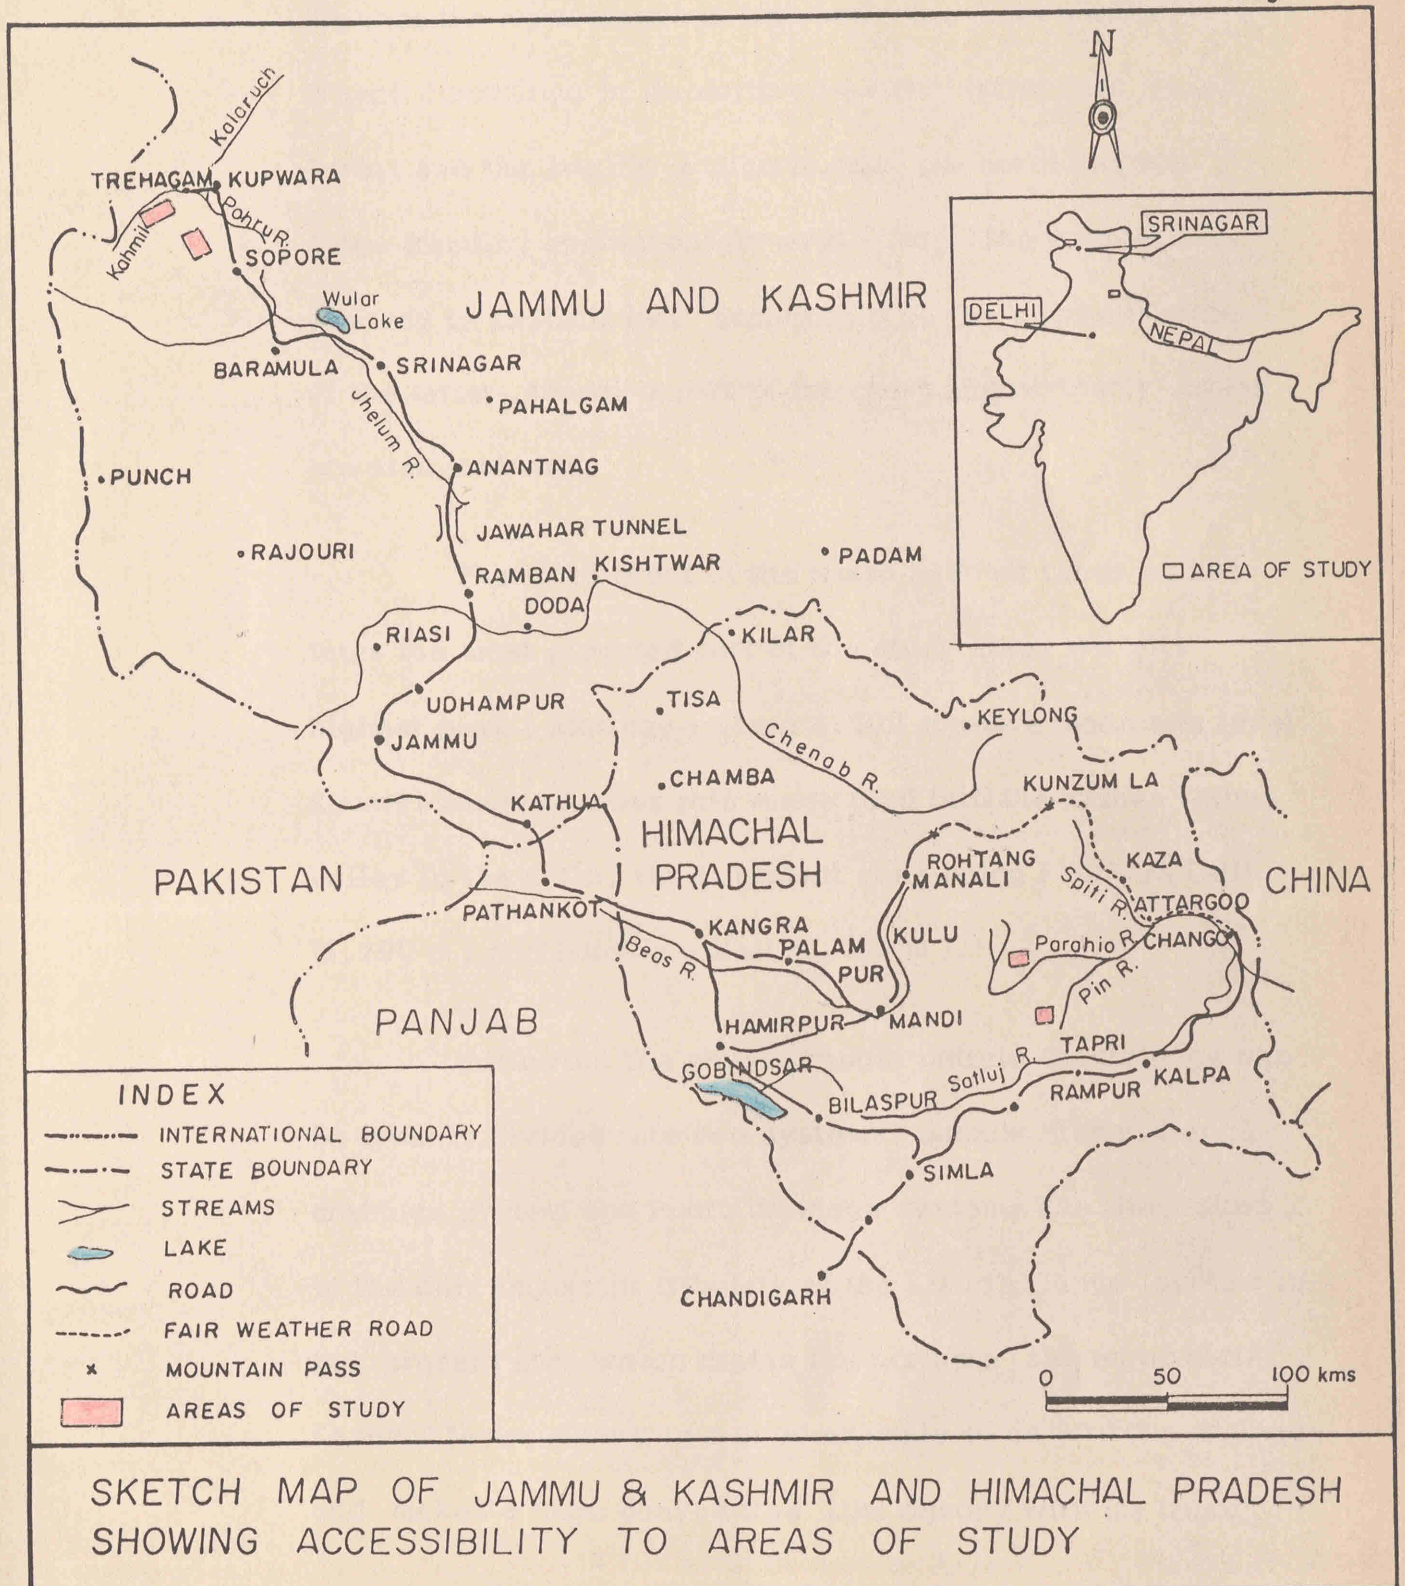 N
Kalaruch
TREHAGAM
KUPWARA
Pohru R.
Kahmil
SOPORE
Wular
Lake
JAMMU AND KASHMIR
BARAMULA
SRINAGAR
Jhelum R.
PAHALGAM
ANANTNAG
PUNCH
JAWAHAR TUNNEL
RAJOURI
PADAM
RAMBAN
KISHTWAR
DODA
RIASI
KILAR
UDHAMPUR
TISA
KEYLONG
JAMMU
Chenab R.
CHAMBA
KUNZUM LA
KATHUA
HIMACHAL
PRADESH
ROHTANG
MANALI
KAZA
Spiti R.
ATTARGOO
CHINA
PAKISTAN
PATHANKOT
KANGRA
PALAM
PUR
KULU
Parahio R.
CHANGO
Beas R.
Pin R.
PANJAB
HAMIRPUR
MANDI
TAPRI
GOBINDSAR
Satluj R.
KALPA
BILASPUR
RAMPUR
SIMLA
CHANDIGARH
SRINAGAR
DELHI
NEPAL
AREA OF STUDY
INDEX
INTERNATIONAL BOUNDARY
STATE BOUNDARY
STREAMS
LAKE
ROAD
FAIR WEATHER ROAD
MOUNTAIN PASS
AREAS OF STUDY
0 50 100 kms
SKETCH MAP OF JAMMU & KASHMIR AND HIMACHAL PRADESH
SHOWING ACCESSIBILITY TO AREAS OF STUDY